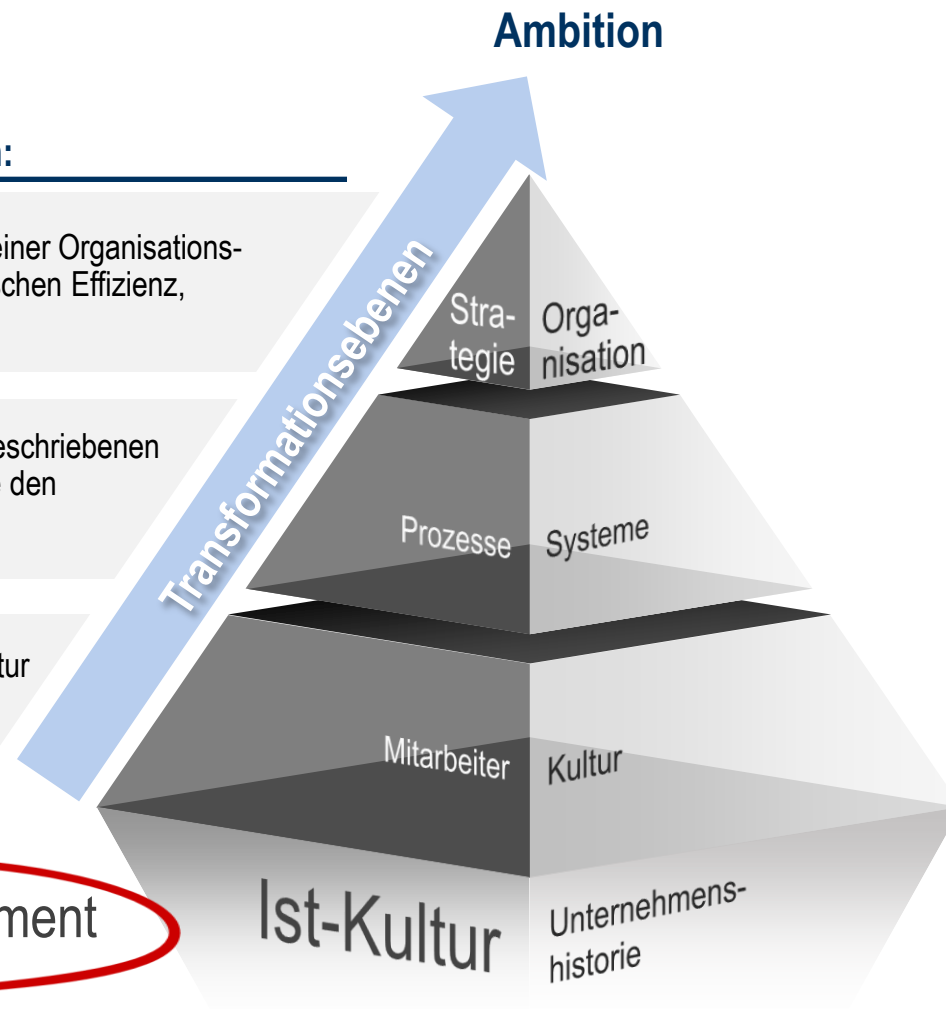 Ambition
:
einer Organisations-
schen Effizienz,
eschriebenen
den
tur
Transformationsebenen
Stra-
tegie
Orga-
nisation
Prozesse
Systeme
Mitarbeiter
Kultur
ment
Ist-Kultur
Unternehmens-
historie